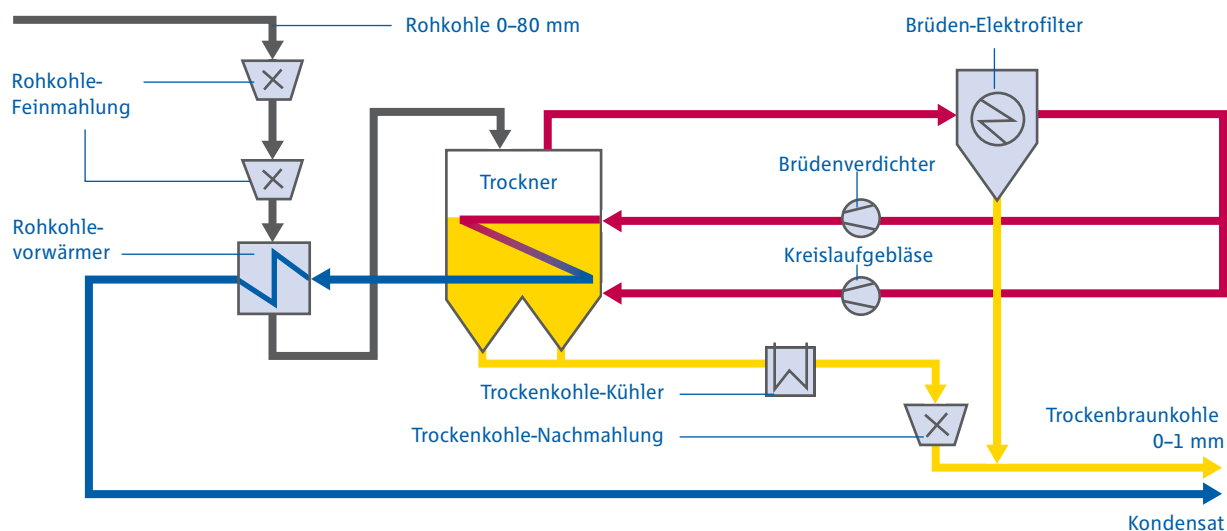 Rohkohle 0–80 mm
Brüden-Elektrofilter
Rohkohle-
Feinmahlung
Brüdenverdichter
Trockner
Rohkohle-
vorwärmer
Kreislaufgebläse
Trockenkohle-Kühler
Trockenkohle-Nachmahlung
Trockenbraunkohle
0–1 mm
Kondensat